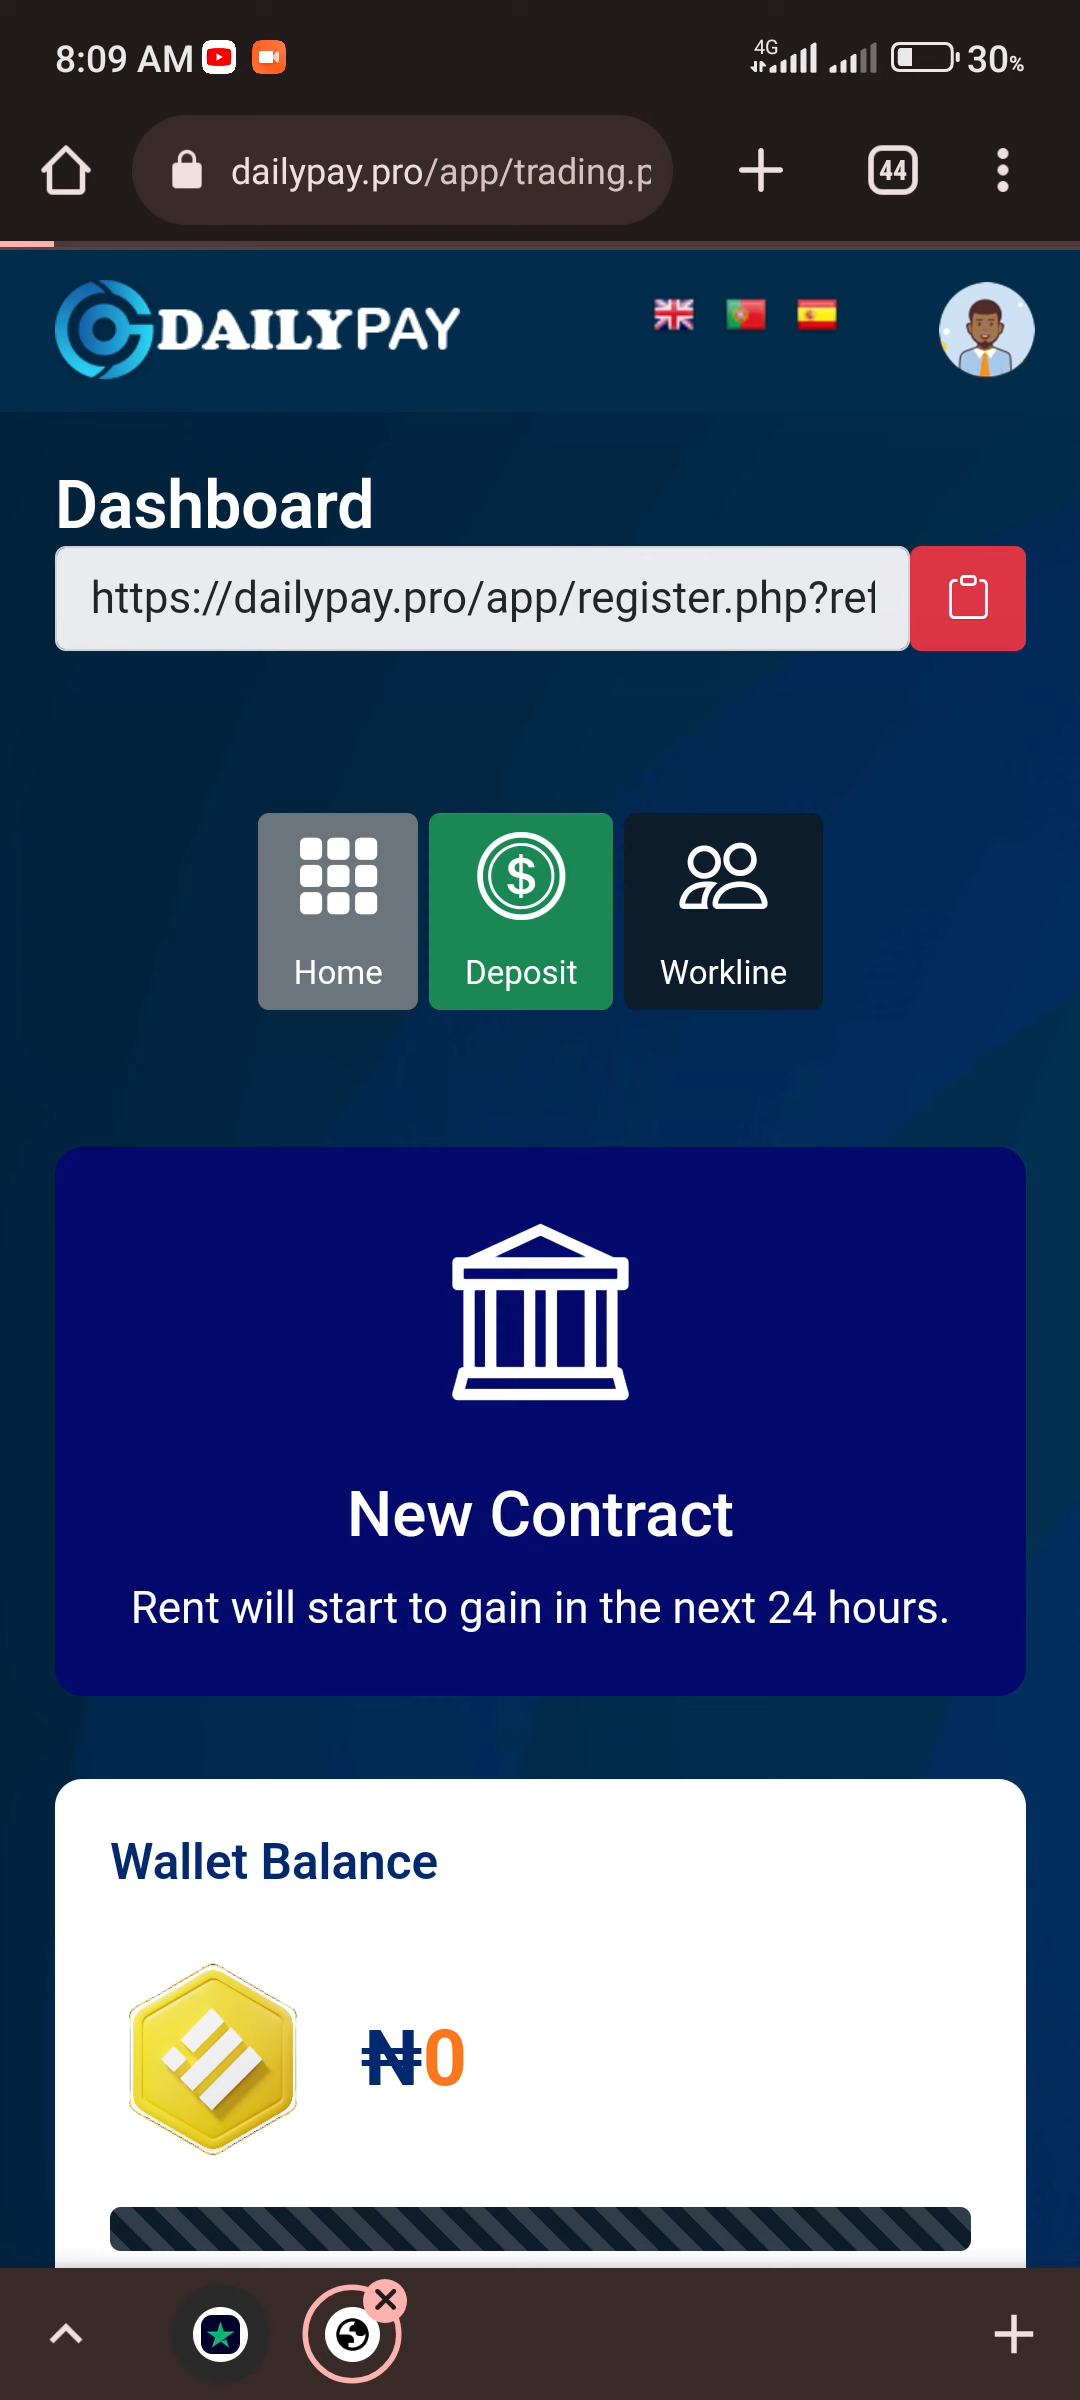 8:09 AM
4G
30%
dailypay.pro/app/trading.p
44
DAILYPAY
Dashboard
https://dailypay.pro/app/register.php?ref
Home
Deposit
Workline
New Contract
Rent will start to gain in the next 24 hours.
Wallet Balance
₦0